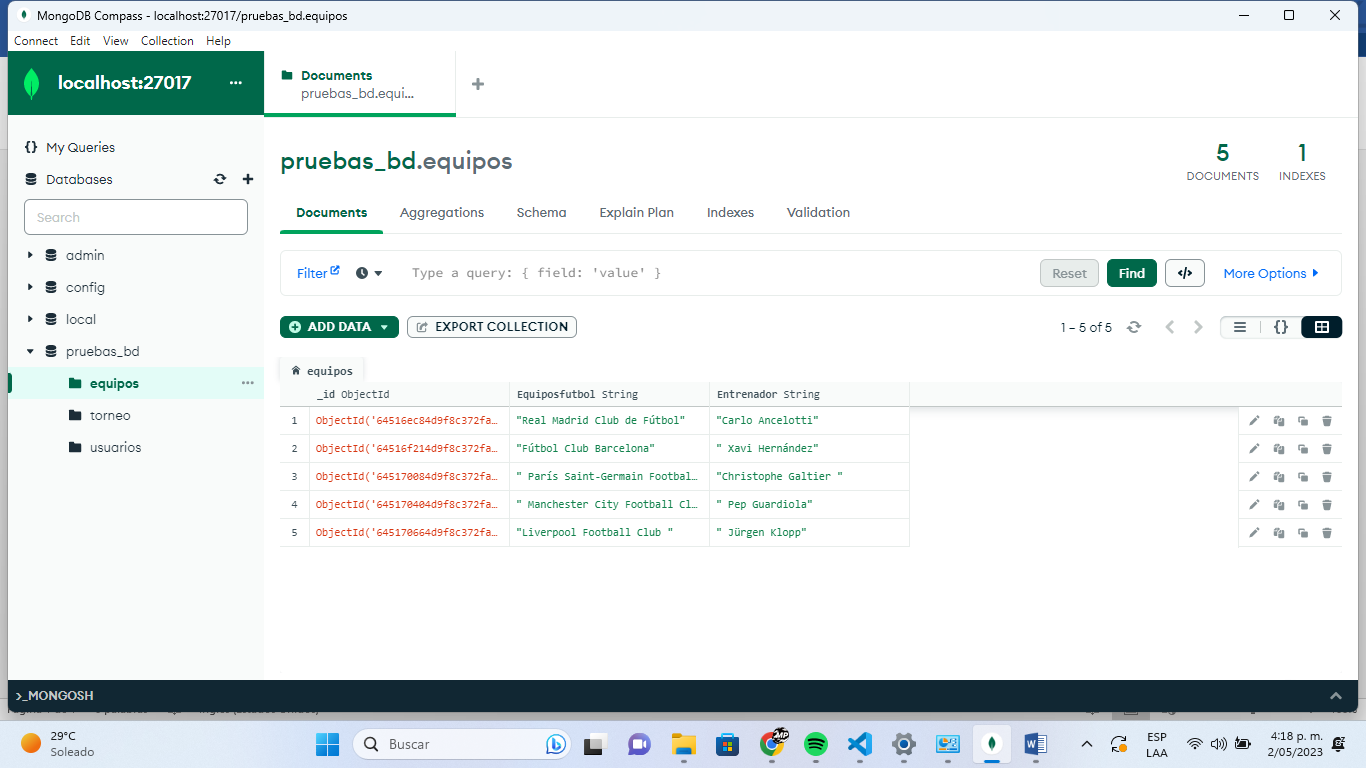 MongoDB Compass - localhost:27017/pruebas_bd.equipos
Connect Edit View Collection Help
localhost:27017 ...
Documents
pruebas_bd.equi...
My Queries
Databases
Search
admin
config
local
pruebas_bd
equipos
torneo
usuarios
pruebas_bd.equipos
5
DOCUMENTS
1
INDEXES
Documents Aggregations Schema Explain Plan Indexes Validation
Filter Type a query: { field: 'value' } Reset Find </> More Options
ADD DATA EXPORT COLLECTION 1 – 5 of 5 {}
equipos
_id ObjectId Equiposfutbol String Entrenador String
1 ObjectId('64516ec84d9f8c372fa... "Real Madrid Club de Fútbol" "Carlo Ancelotti"
2 ObjectId('64516f214d9f8c372fa... "Fútbol Club Barcelona" " Xavi Hernández"
3 ObjectId('645170084d9f8c372fa... " París Saint-Germain Footbal... "Christophe Galtier "
4 ObjectId('645170404d9f8c372fa... " Manchester City Football Cl... " Pep Guardiola"
5 ObjectId('645170664d9f8c372fa... "Liverpool Football Club " " Jürgen Klopp"
>_MONGOSH
29°C
Soleado
Buscar
MP
ESP
LAA
4:18 p. m.
2/05/2023